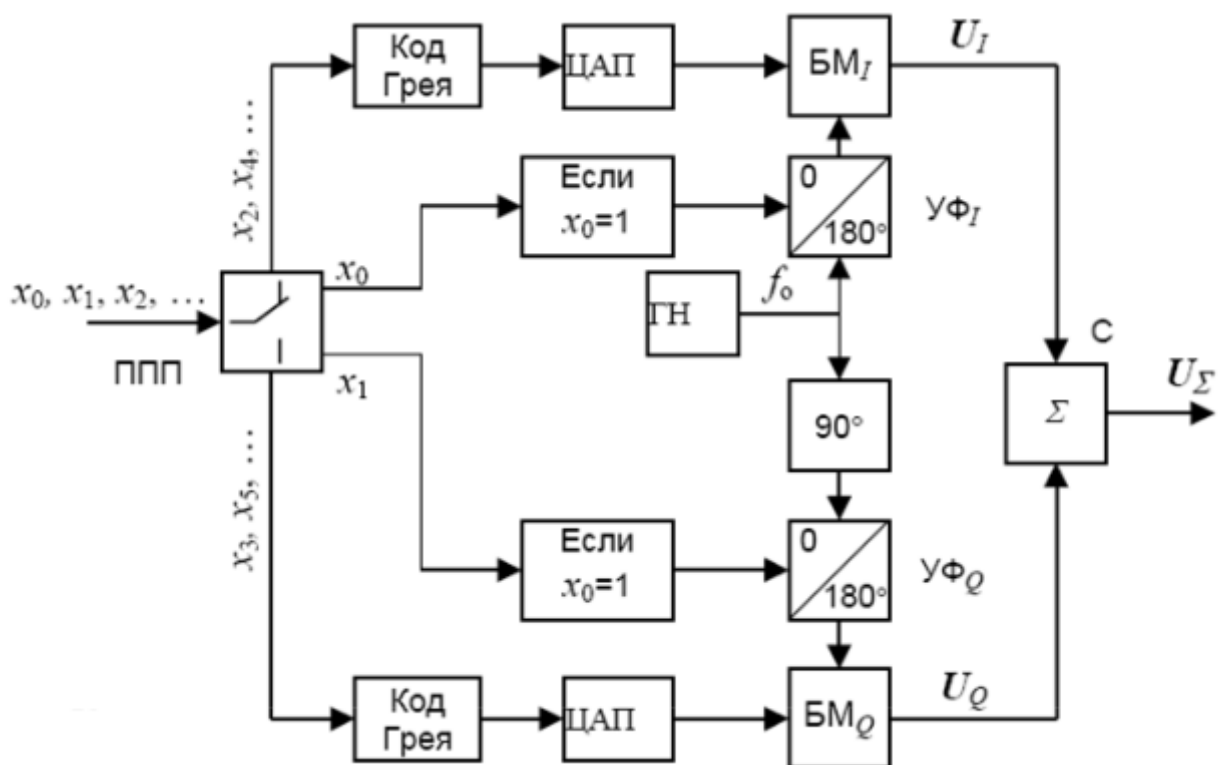 Код
Грея
ЦАП
БМI
UI
x2, x4, …
Если
x0=1
0
180°
УФI
x0, x1, x2, …
ППП
x0
x1
ГН
fo
С
Σ
UΣ
90°
x3, x5, …
Если
x0=1
0
180°
УФQ
Код
Грея
ЦАП
БМQ
UQ